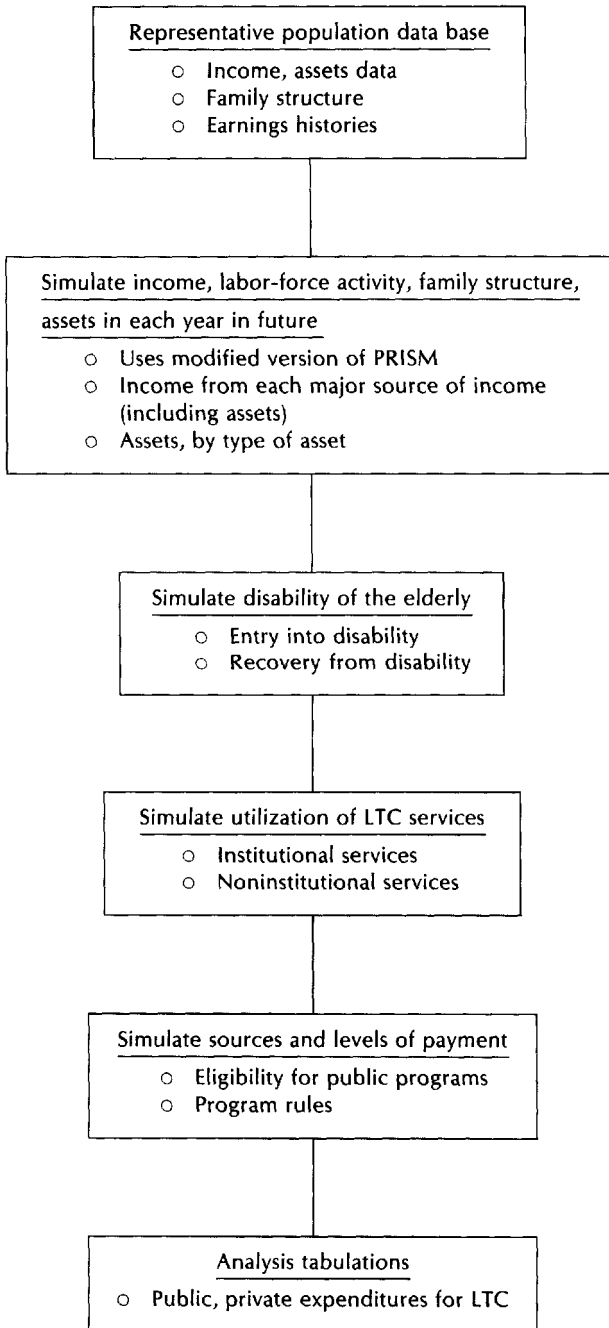 Representative population data base
○ Income, assets data
○ Family structure
○ Earnings histories
Simulate income, labor-force activity, family structure,
assets in each year in future
○ Uses modified version of PRISM
○ Income from each major source of income
(including assets)
○ Assets, by type of asset
Simulate disability of the elderly
○ Entry into disability
○ Recovery from disability
Simulate utilization of LTC services
○ Institutional services
○ Noninstitutional services
Simulate sources and levels of payment
○ Eligibility for public programs
○ Program rules
Analysis tabulations
○ Public, private expenditures for LTC